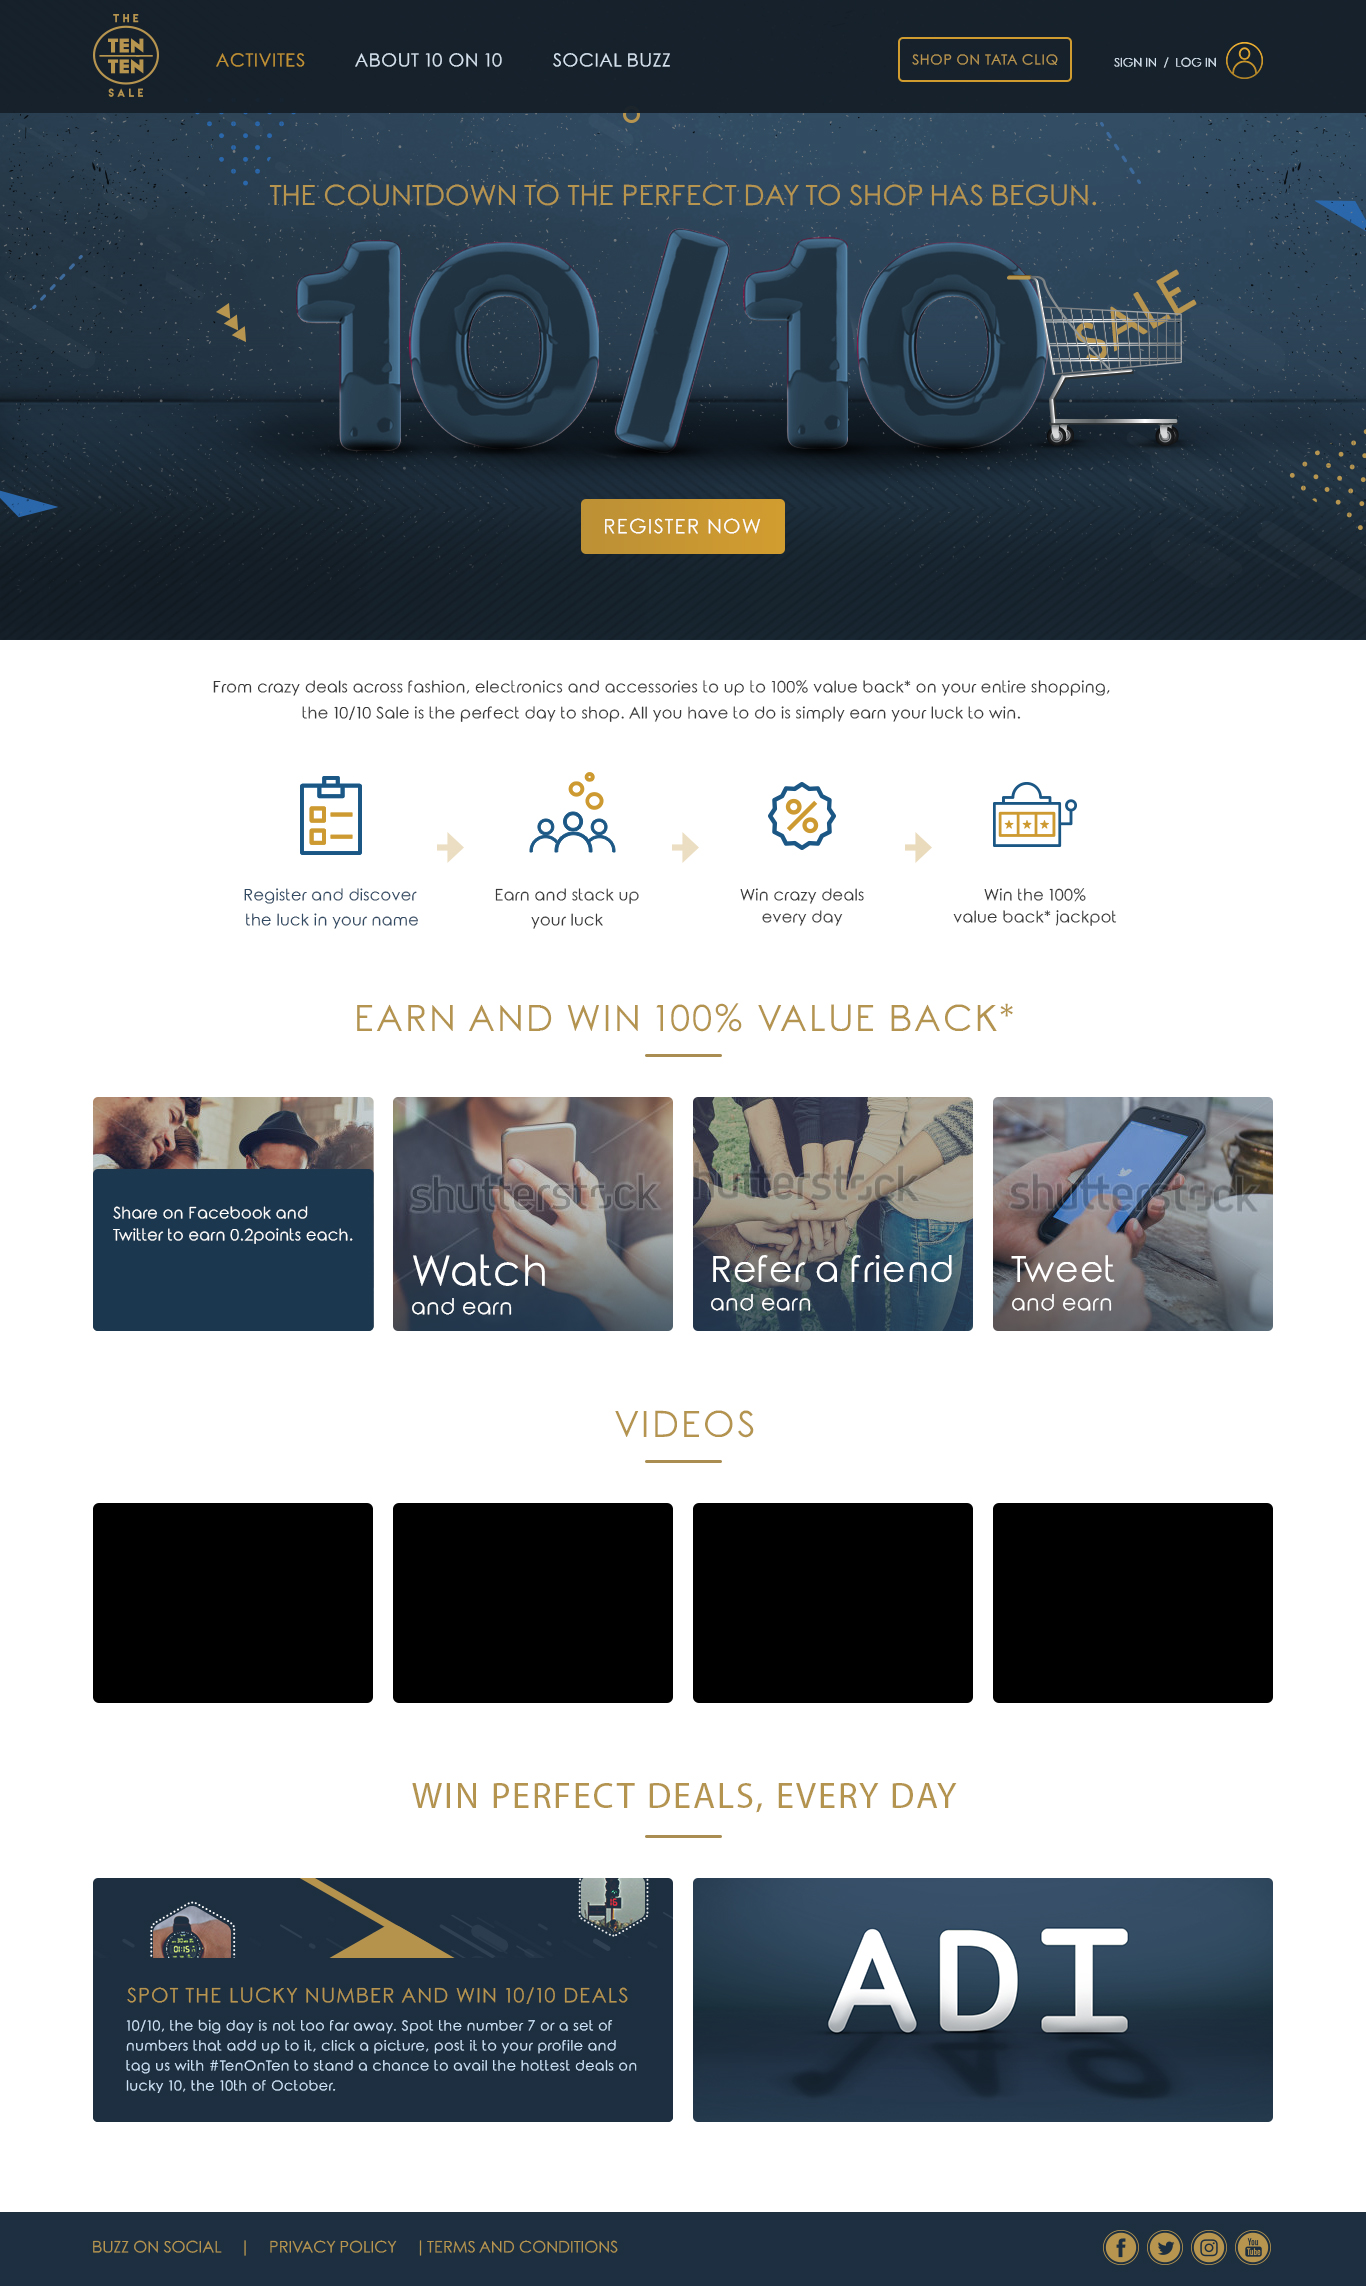 THE
TEN
TEN
SALE
ACTIVITES
ABOUT 10 ON 10
SOCIAL BUZZ
SHOP ON TATA CLIQ
SIGN IN / LOG IN
THE COUNTDOWN TO THE PERFECT DAY TO SHOP HAS BEGUN.
10/10
SALE
REGISTER NOW
From crazy deals across fashion, electronics and accessories to up to 100% value back* on your entire shopping,
the 10/10 Sale is the perfect day to shop. All you have to do is simply earn your luck to win.
Register and discover
the luck in your name
Earn and stack up
your luck
Win crazy deals
every day
Win the 100%
value back* jackpot
EARN AND WIN 100% VALUE BACK*
Share on Facebook and
Twitter to earn 0.2points each.
shutterstock
Watch
and earn
shutterstock
Refer a friend
and earn
shutterstock
Tweet
and earn
VIDEOS
WIN PERFECT DEALS, EVERY DAY
16
01:15
SPOT THE LUCKY NUMBER AND WIN 10/10 DEALS
10/10, the big day is not too far away. Spot the number 7 or a set of
numbers that add up to it, click a picture, post it to your profile and
tag us with #TenOnTen to stand a chance to avail the hottest deals on
lucky 10, the 10th of October.
ADI
BUZZ ON SOCIAL | PRIVACY POLICY | TERMS AND CONDITIONS
You
Tube